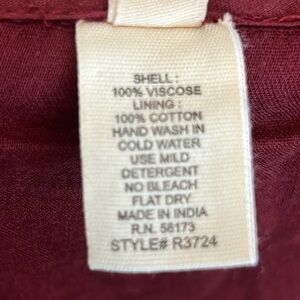 SHELL :
100% VISCOSE
LINING :
100% COTTON
HAND WASH IN
COLD WATER
USE MILD
DETERGENT
NO BLEACH
FLAT DRY
MADE IN INDIA
R.N. 58173
STYLE# R3724